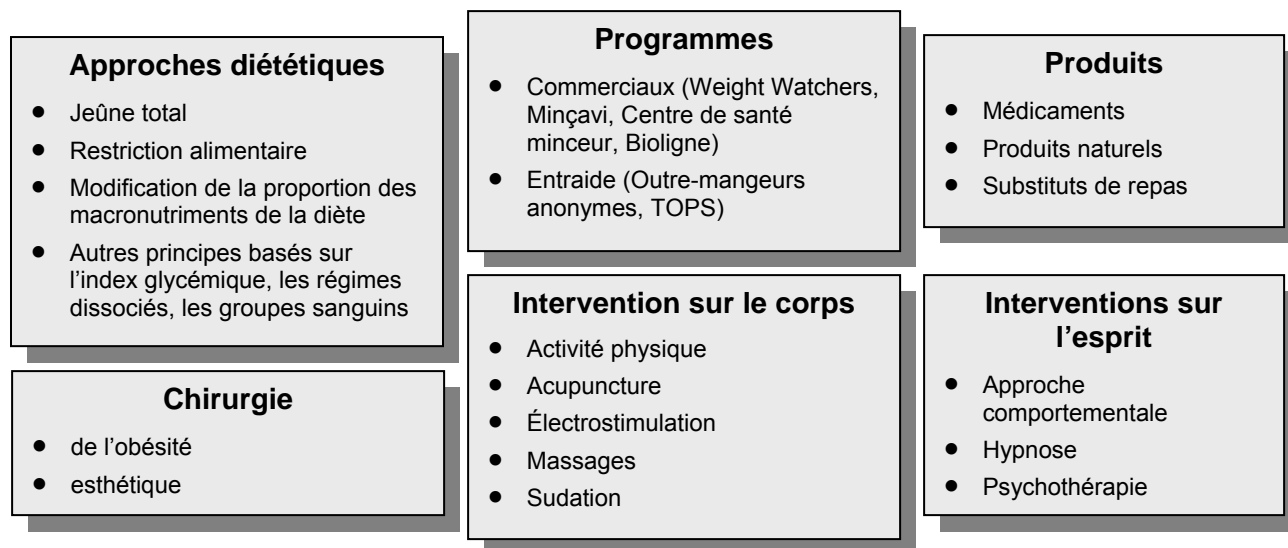 Approches diététiques
● Jeûne total
● Restriction alimentaire
● Modification de la proportion des
macronutriments de la diète
● Autres principes basés sur
l’index glycémique, les régimes
dissociés, les groupes sanguins
Programmes
● Commerciaux (Weight Watchers,
Minçavi, Centre de santé
minceur, Bioligne)
● Entraide (Outre-mangeurs
anonymes, TOPS)
Produits
● Médicaments
● Produits naturels
● Substituts de repas
Chirurgie
● de l’obésité
● esthétique
Intervention sur le corps
● Activité physique
● Acupuncture
● Électrostimulation
● Massages
● Sudation
Interventions sur
l’esprit
● Approche
comportementale
● Hypnose
● Psychothérapie